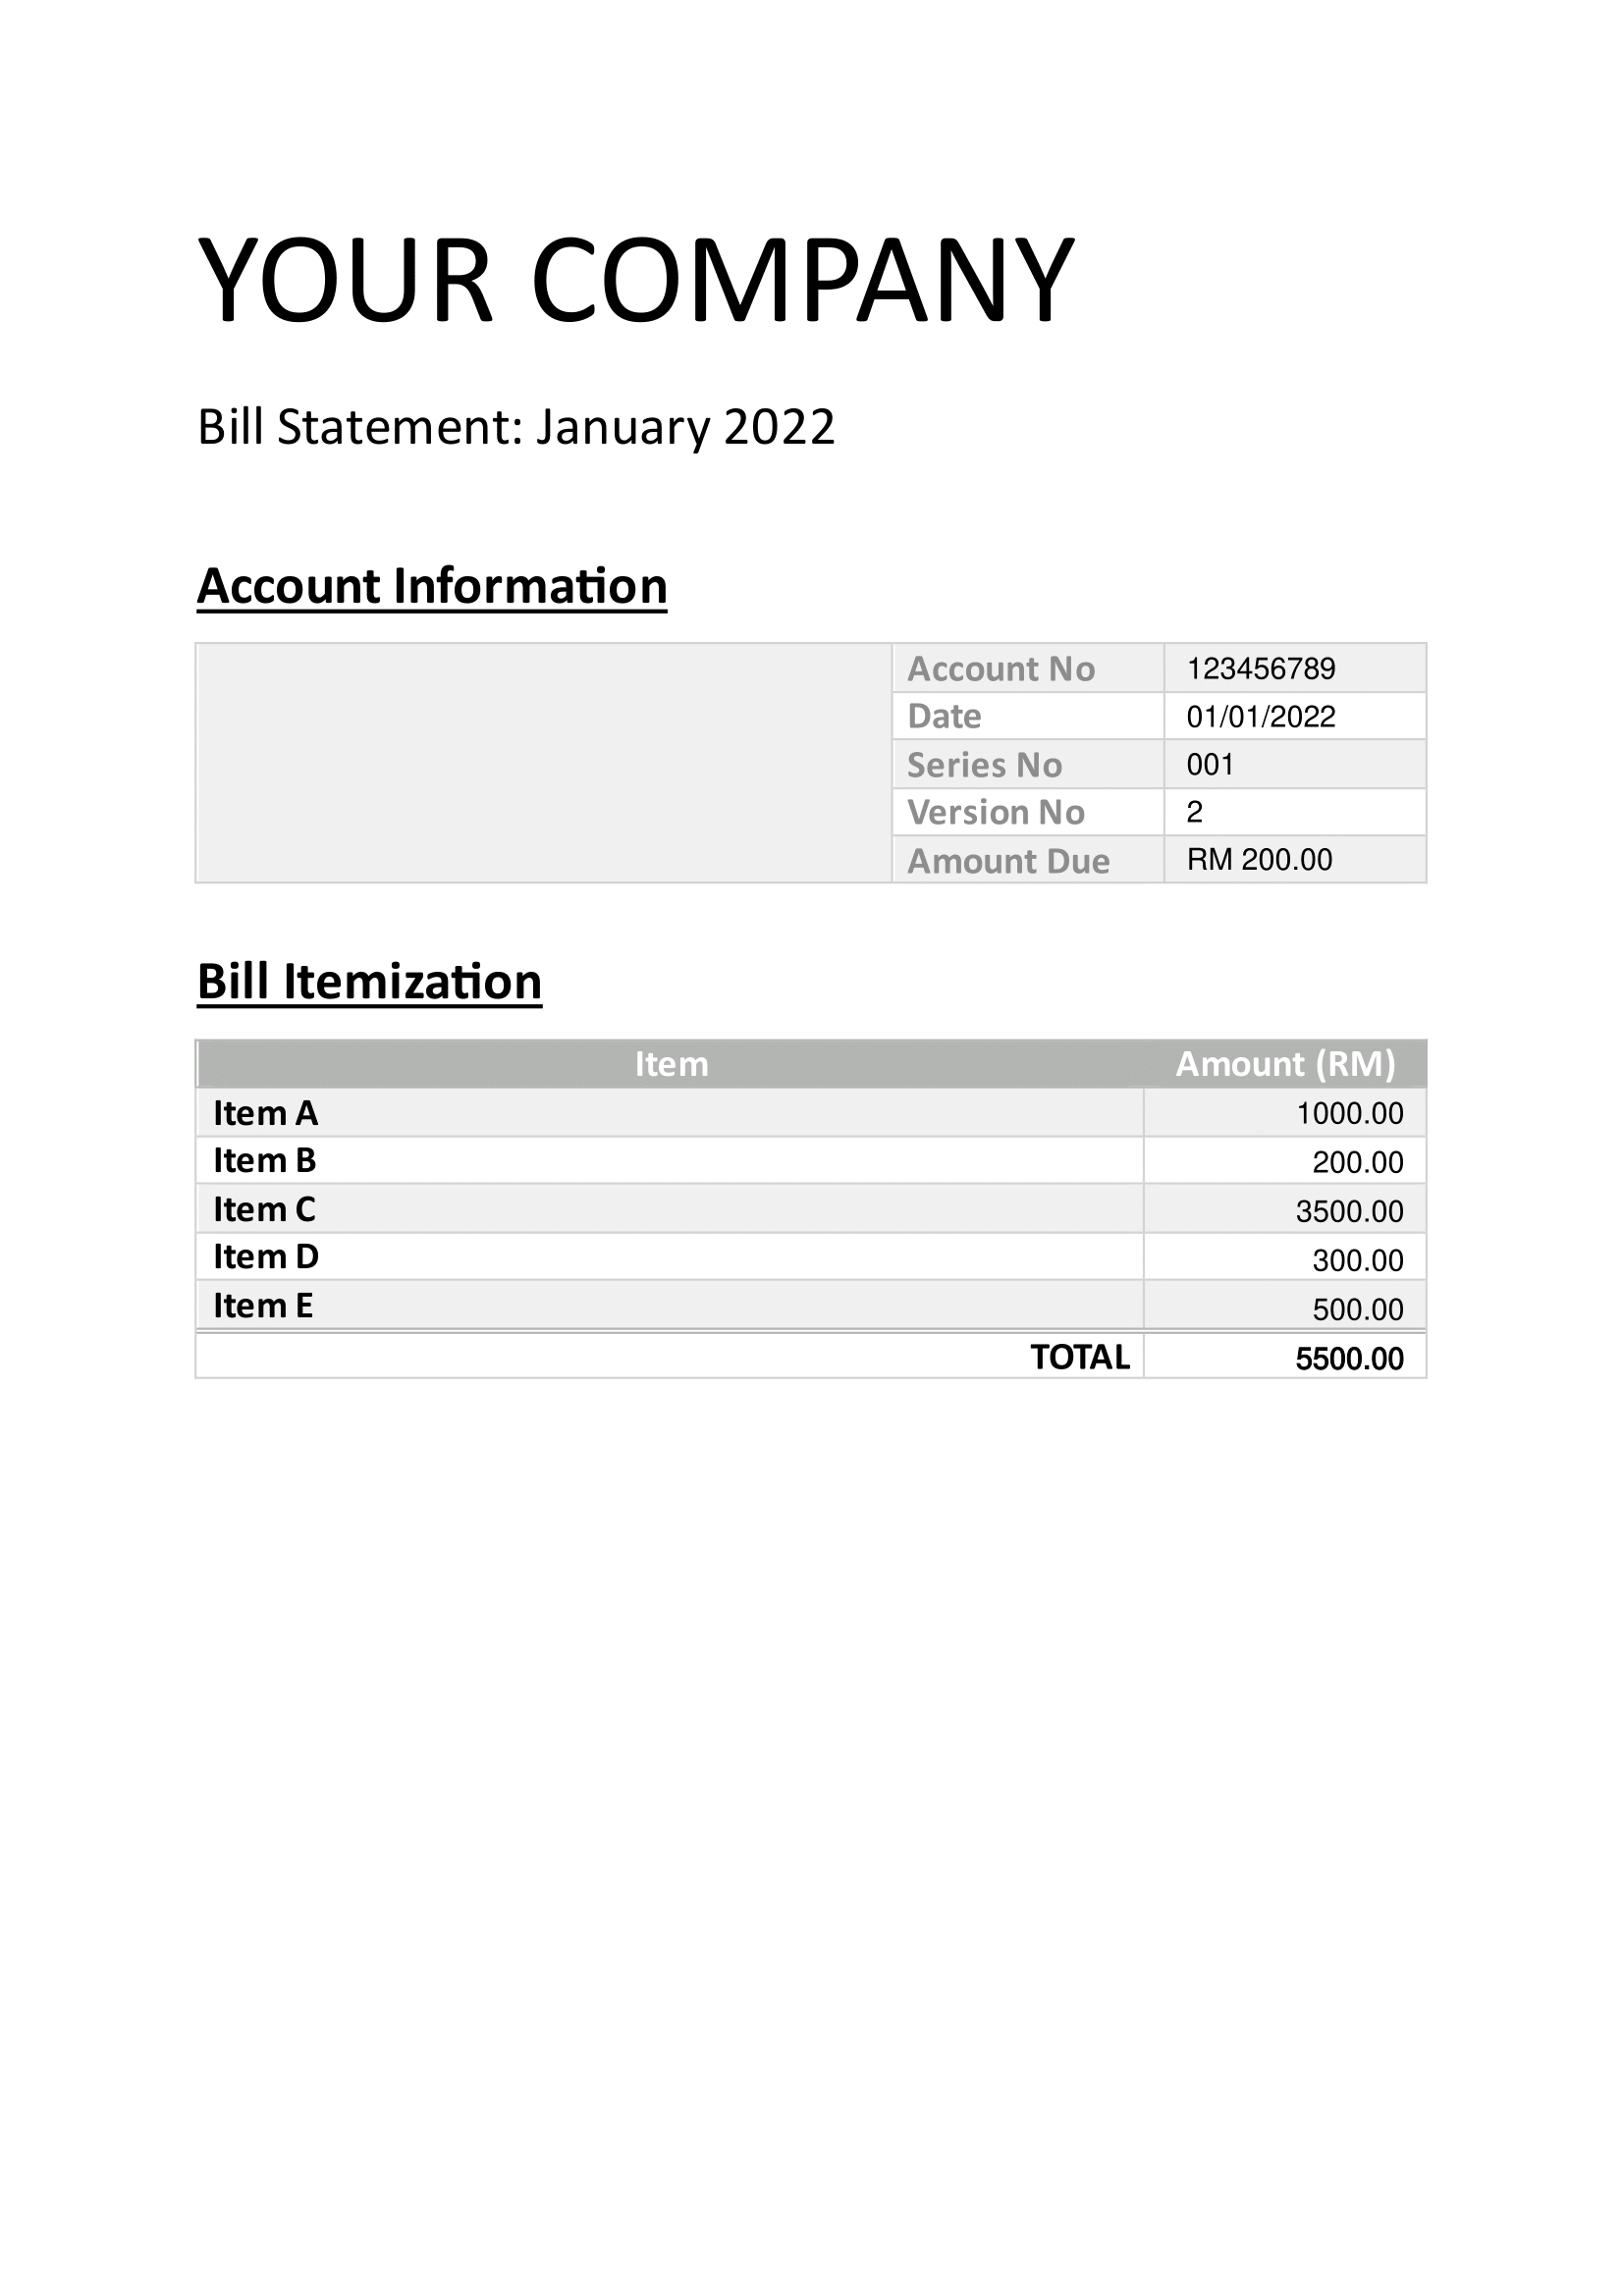 YOUR COMPANY
Bill Statement: January 2022
Account Information
Account No 123456789
Date 01/01/2022
Series No 001
Version No 2
Amount Due RM 200.00
Bill Itemization
Item Amount (RM)
Item A 1000.00
Item B 200.00
Item C 3500.00
Item D 300.00
Item E 500.00
TOTAL 5500.00